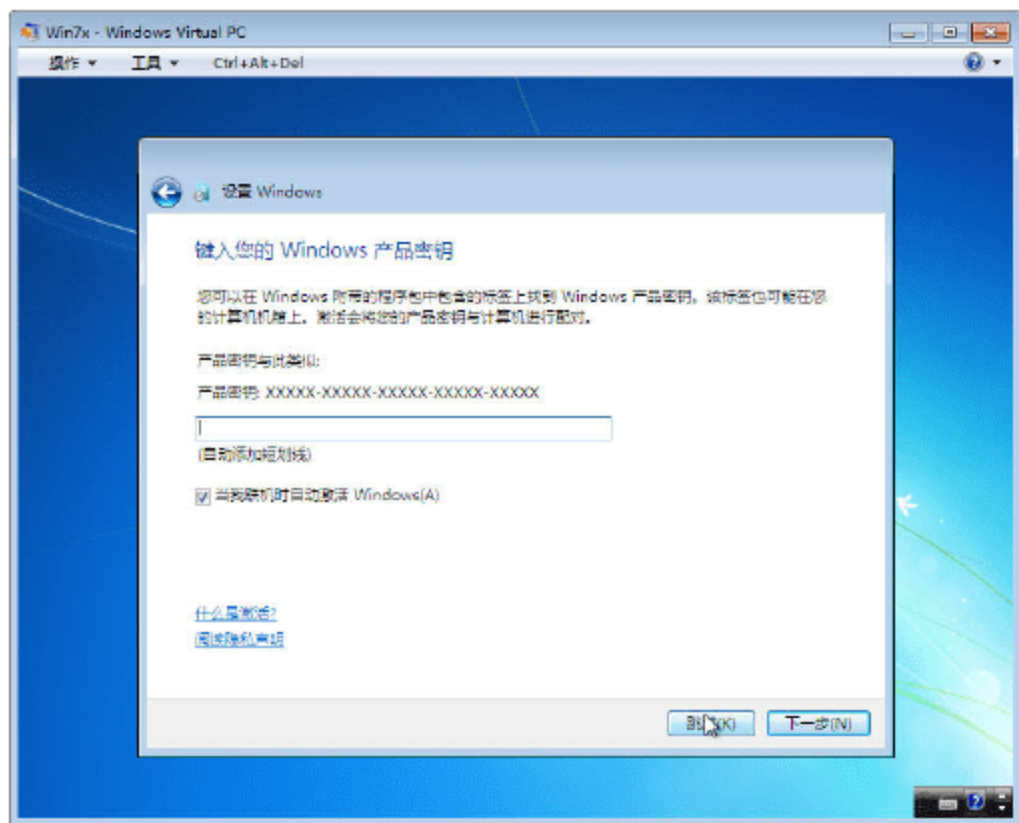 Win7x - Windows Virtual PC
操作 工具 Ctrl+Alt+Del
设置 Windows
键入您的 Windows 产品密钥
您可以在 Windows 附带的程序包中包含的标签上找到 Windows 产品密钥。该标签也可能在您
的计算机机箱上。激活会将您的产品密钥与计算机进行配对。
产品密钥与此类似:
产品密钥: XXXXX-XXXXX-XXXXX-XXXXX-XXXXX
(自动添加短划线)
当我联机时自动激活 Windows(A)
什么是激活?
阅读隐私声明
跳过(K) 下一步(N)